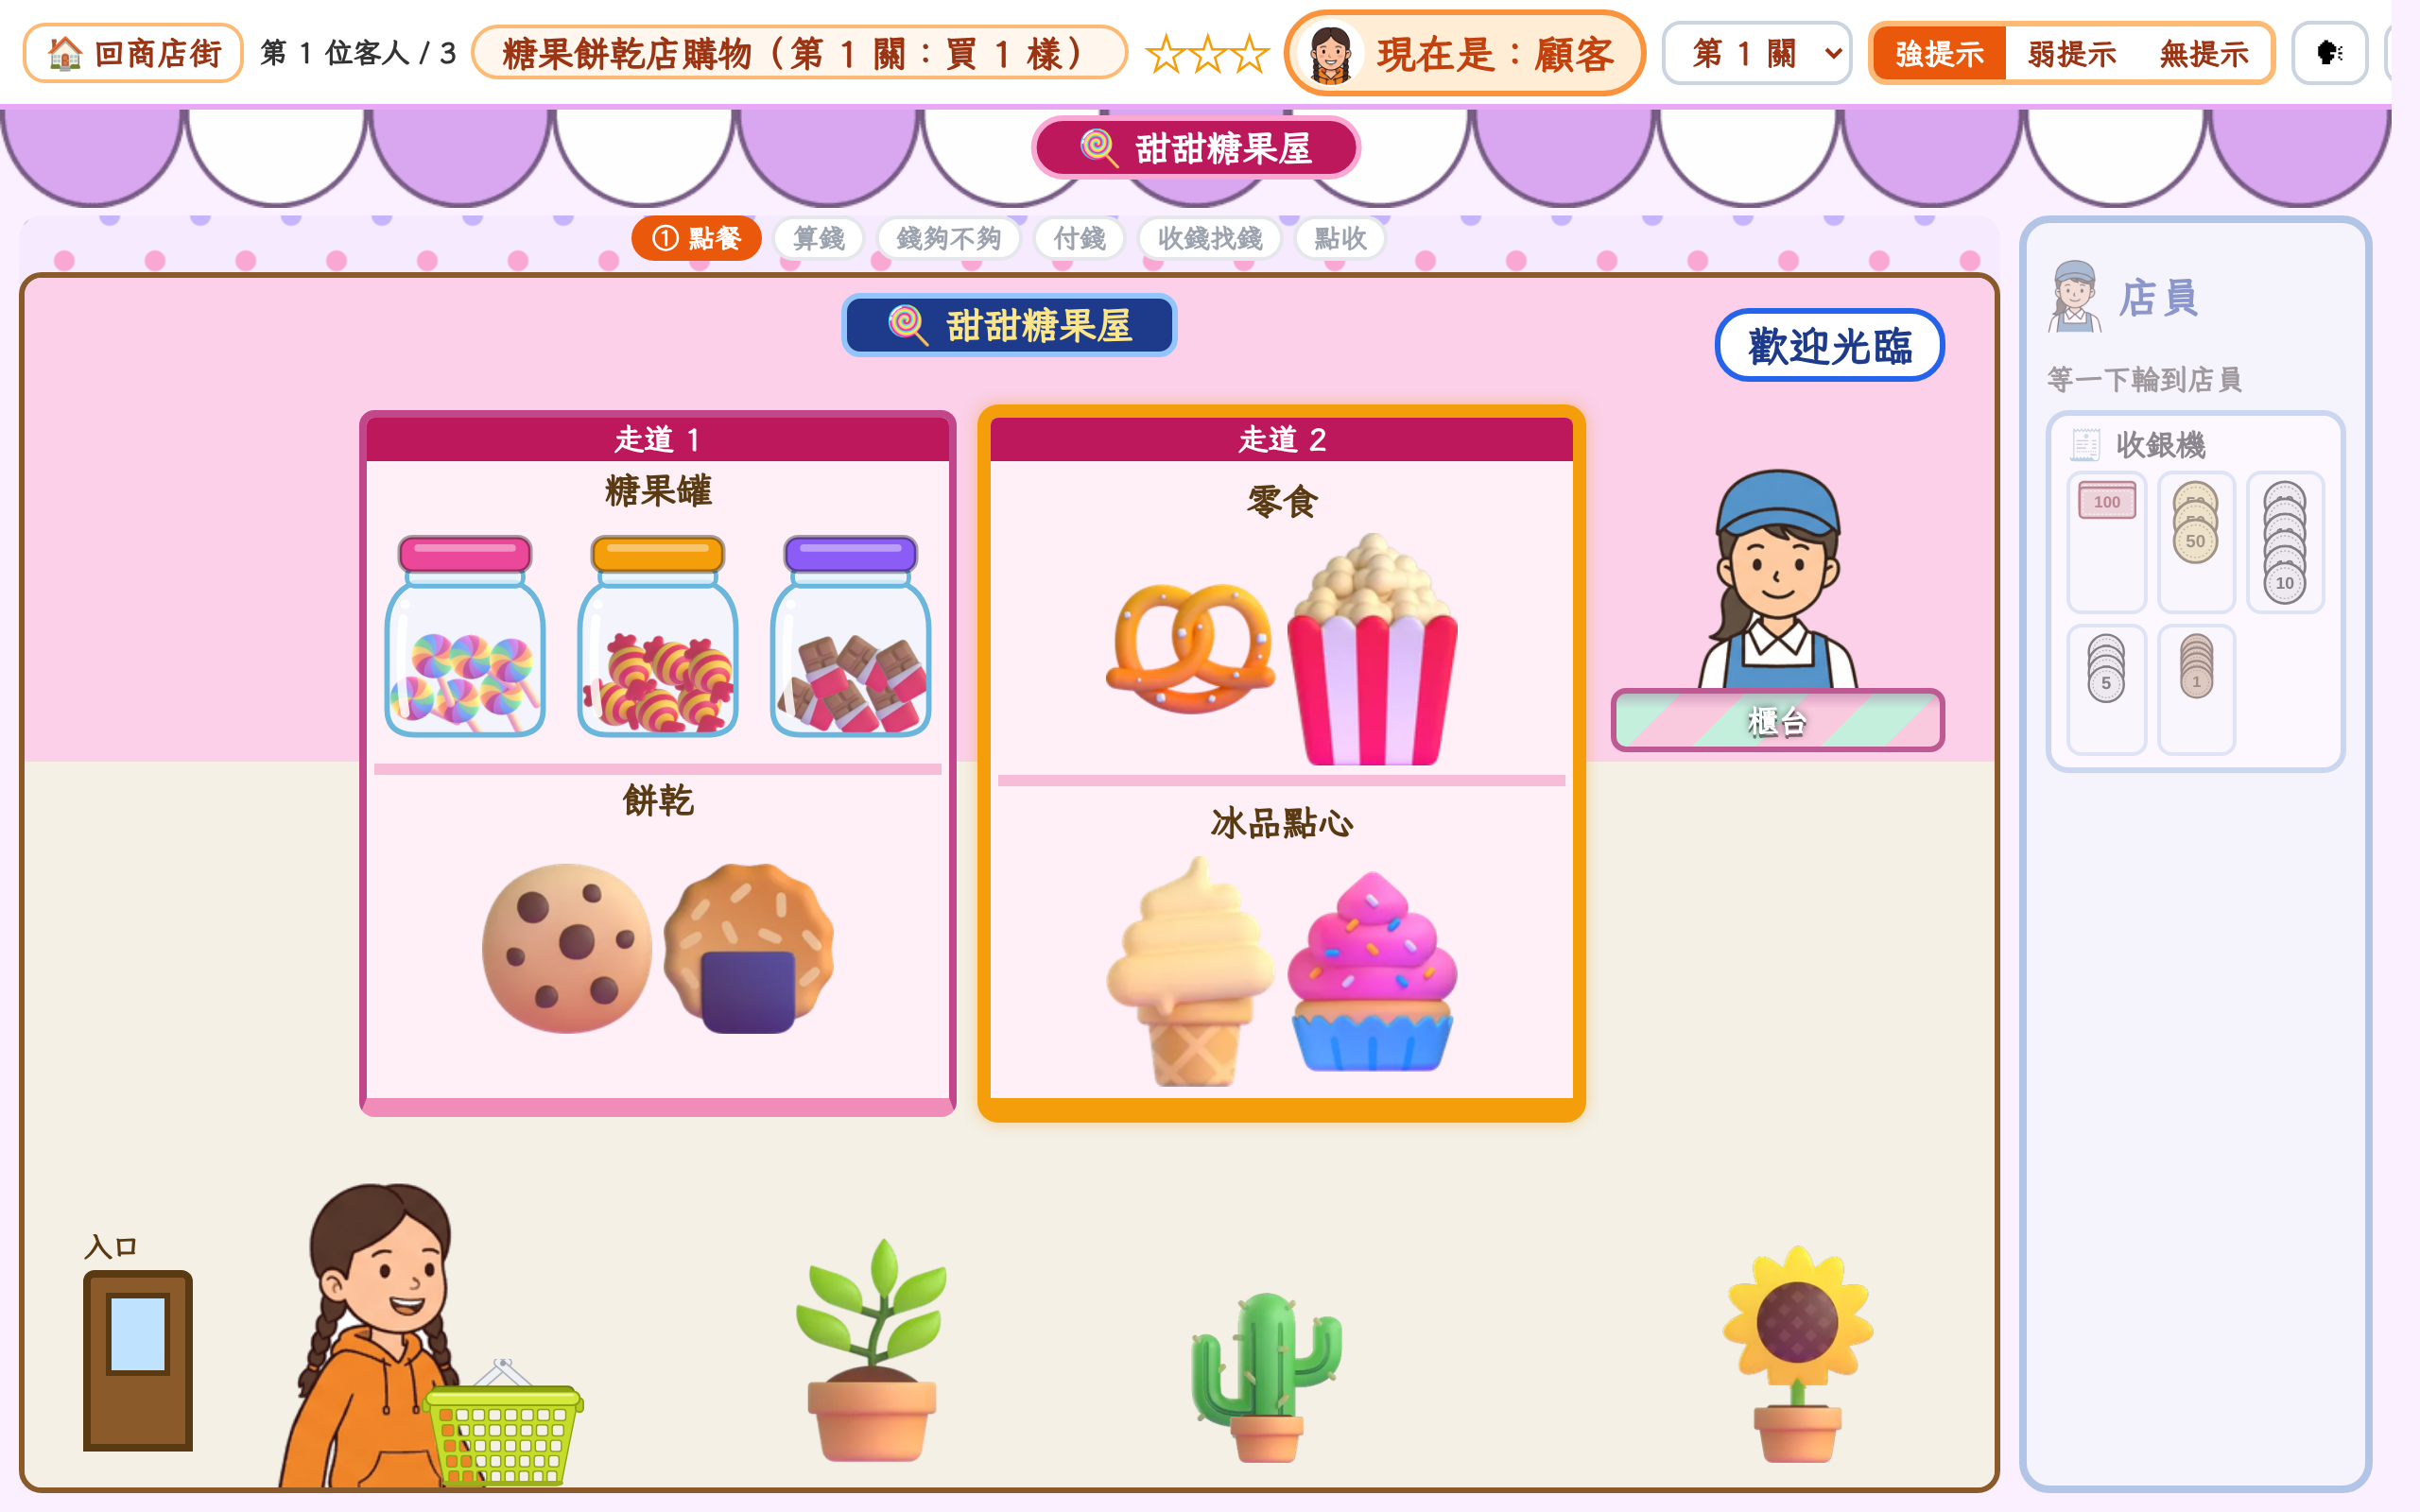 回商店街
第 1 位客人 / 3
糖果餅乾店購物（第 1 關：買 1 樣）
現在是：顧客
第 1 關
強提示
弱提示
無提示
甜甜糖果屋
① 點餐
算錢
錢夠不夠
付錢
收錢找錢
點收
甜甜糖果屋
歡迎光臨
走道 1
糖果罐
餅乾
走道 2
零食
冰品點心
櫃台
入口
店員
等一下輪到店員
收銀機
100
50
10
5
1